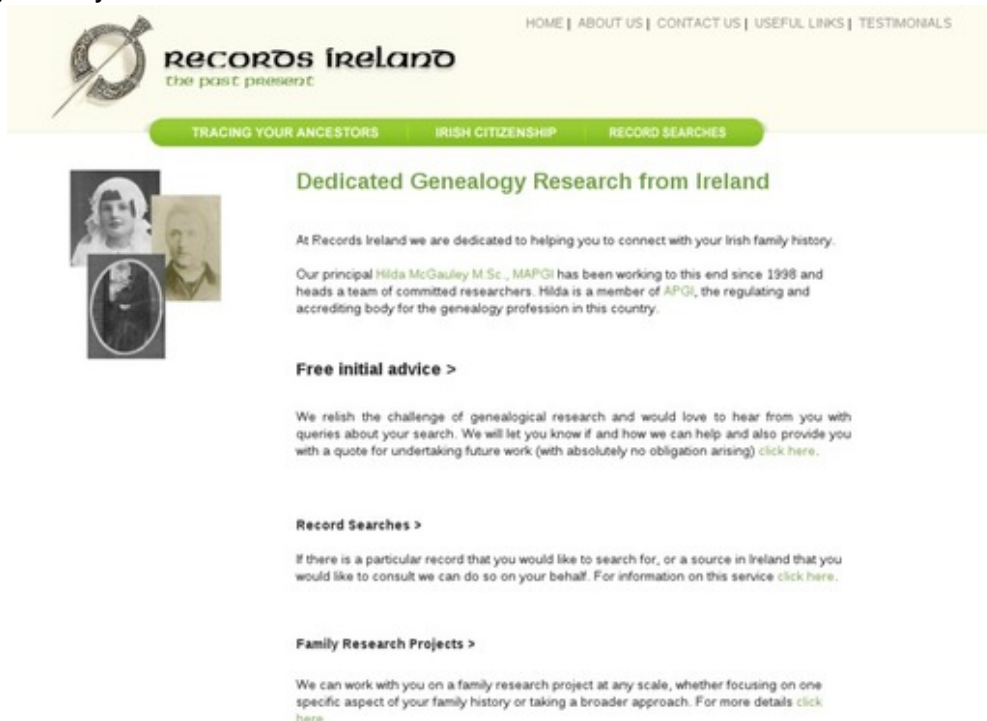 HOME | ABOUT US | CONTACT US | USEFUL LINKS | TESTIMONIALS
Records Ireland
the past present
TRACING YOUR ANCESTORS IRISH CITIZENSHIP RECORD SEARCHES
Dedicated Genealogy Research from Ireland
At Records Ireland we are dedicated to helping you to connect with your Irish family history.
Our principal Hilda McGauley M.Sc., MAPGI has been working to this end since 1998 and
heads a team of committed researchers. Hilda is a member of APGI, the regulating and
accrediting body for the genealogy profession in this country.
Free initial advice >
We relish the challenge of genealogical research and would love to hear from you with
queries about your search. We will let you know if and how we can help and also provide you
with a quote for undertaking future work (with absolutely no obligation arising) click here.
Record Searches >
If there is a particular record that you would like to search for, or a source in Ireland that you
would like to consult we can do so on your behalf. For information on this service click here.
Family Research Projects >
We can work with you on a family research project at any scale, whether focusing on one
specific aspect of your family history or taking a broader approach. For more details click
here